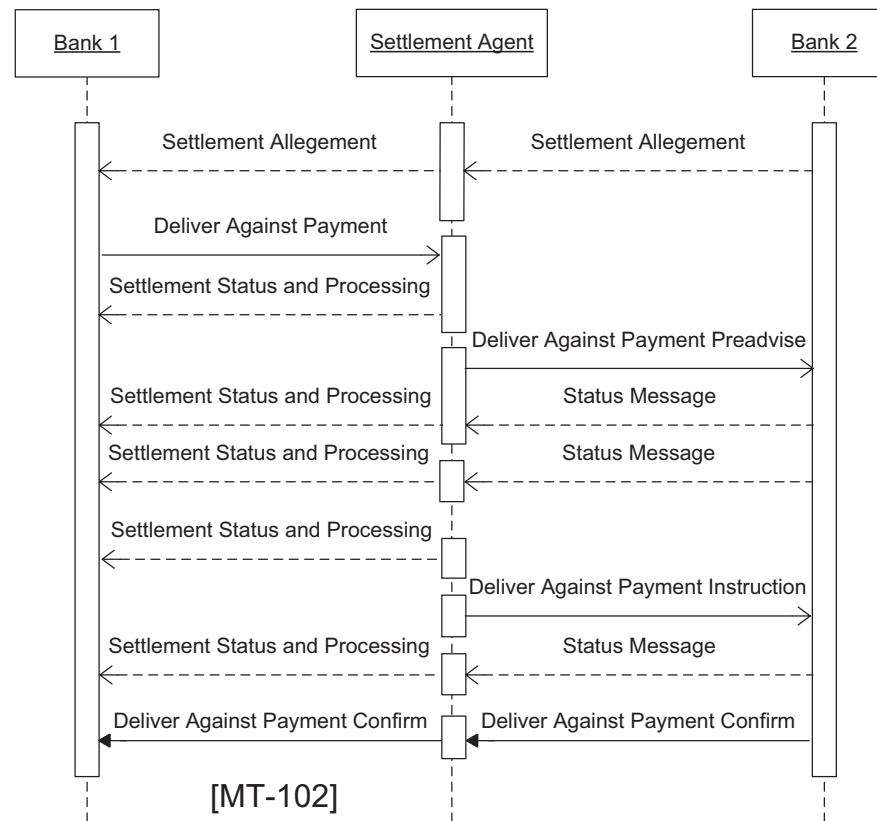 Bank 1
Settlement Agent
Bank 2
Settlement Allegement
Settlement Allegement
Deliver Against Payment
Settlement Status and Processing
Deliver Against Payment Preadvise
Settlement Status and Processing
Status Message
Settlement Status and Processing
Status Message
Settlement Status and Processing
Deliver Against Payment Instruction
Settlement Status and Processing
Status Message
Deliver Against Payment Confirm
Deliver Against Payment Confirm
[MT-102]